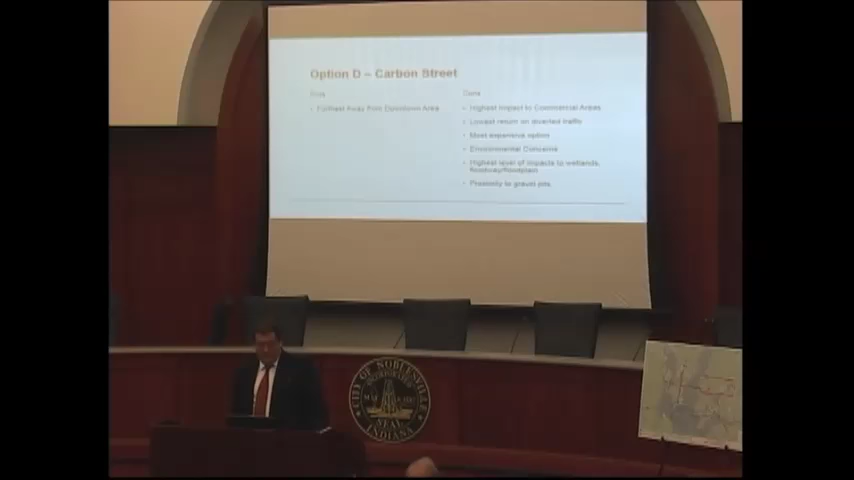 Option D – Carbon Street
Pros
Cons
Furthest Away from Downtown Area
Highest Impact to Commercial Areas
Lowest return on diverted traffic
Most expensive option
Environmental Concerns
Highest level of impacts to wetlands,
floodway/floodplain
Proximity to gravel pits
CITY OF NOBLESVILLE
SEAL
INDIANA